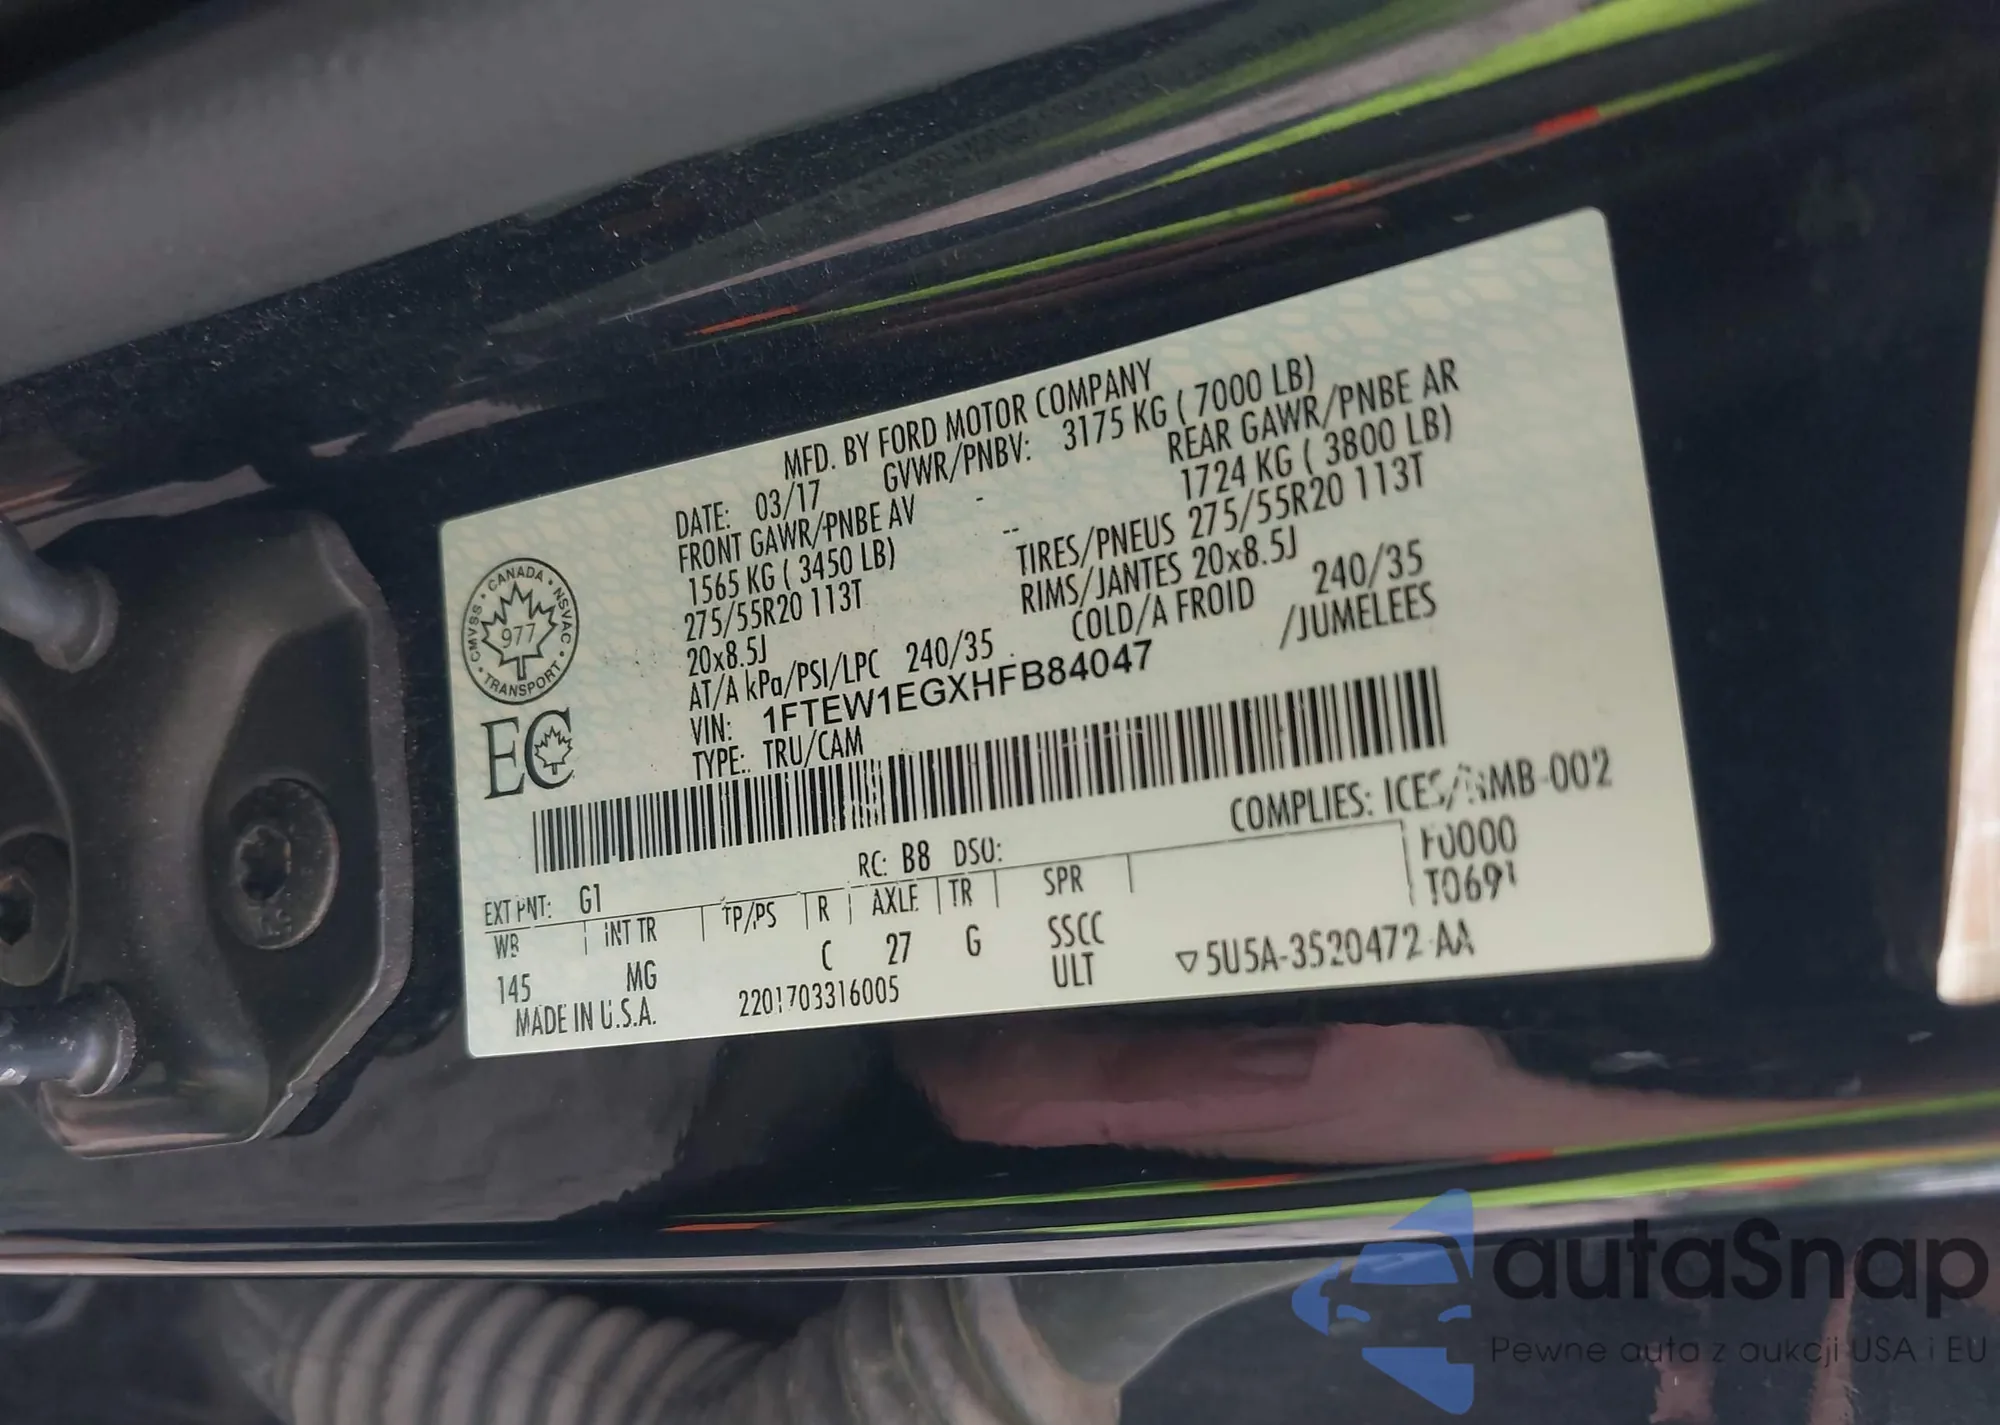 MFD. BY FORD MOTOR COMPANY
DATE: 03/17 GVWR/PNBV: 3175 KG ( 7000 LB)
FRONT GAWR/PNBE AV - REAR GAWR/PNBE AR
1565 KG ( 3450 LB) -- 1724 KG ( 3800 LB)
275/55R20 113T TIRES/PNEUS 275/55R20 113T
20x8.5J RIMS/JANTES 20x8.5J
AT/A kPa/PSI/LPC 240/35 COLD/A FROID 240/35
VIN: 1FTEW1EGXHFB84047 /JUMELEES
TYPE: TRU/CAM
CANADA
CMVSS NSVAC
977
TRANSPORT
EC
COMPLIES: ICES/NMB-002
RC: B8 DSO: F0000
EXT PNT: G1 T0691
WB INT TR TP/PS R AXLE TR SPR
145 MG C 27 G SSCC
ULT
MADE IN U.S.A. 2201703316005 ▽5U5A-3520472-AA
autaSnap
Pewne auta z aukcji USA i EU